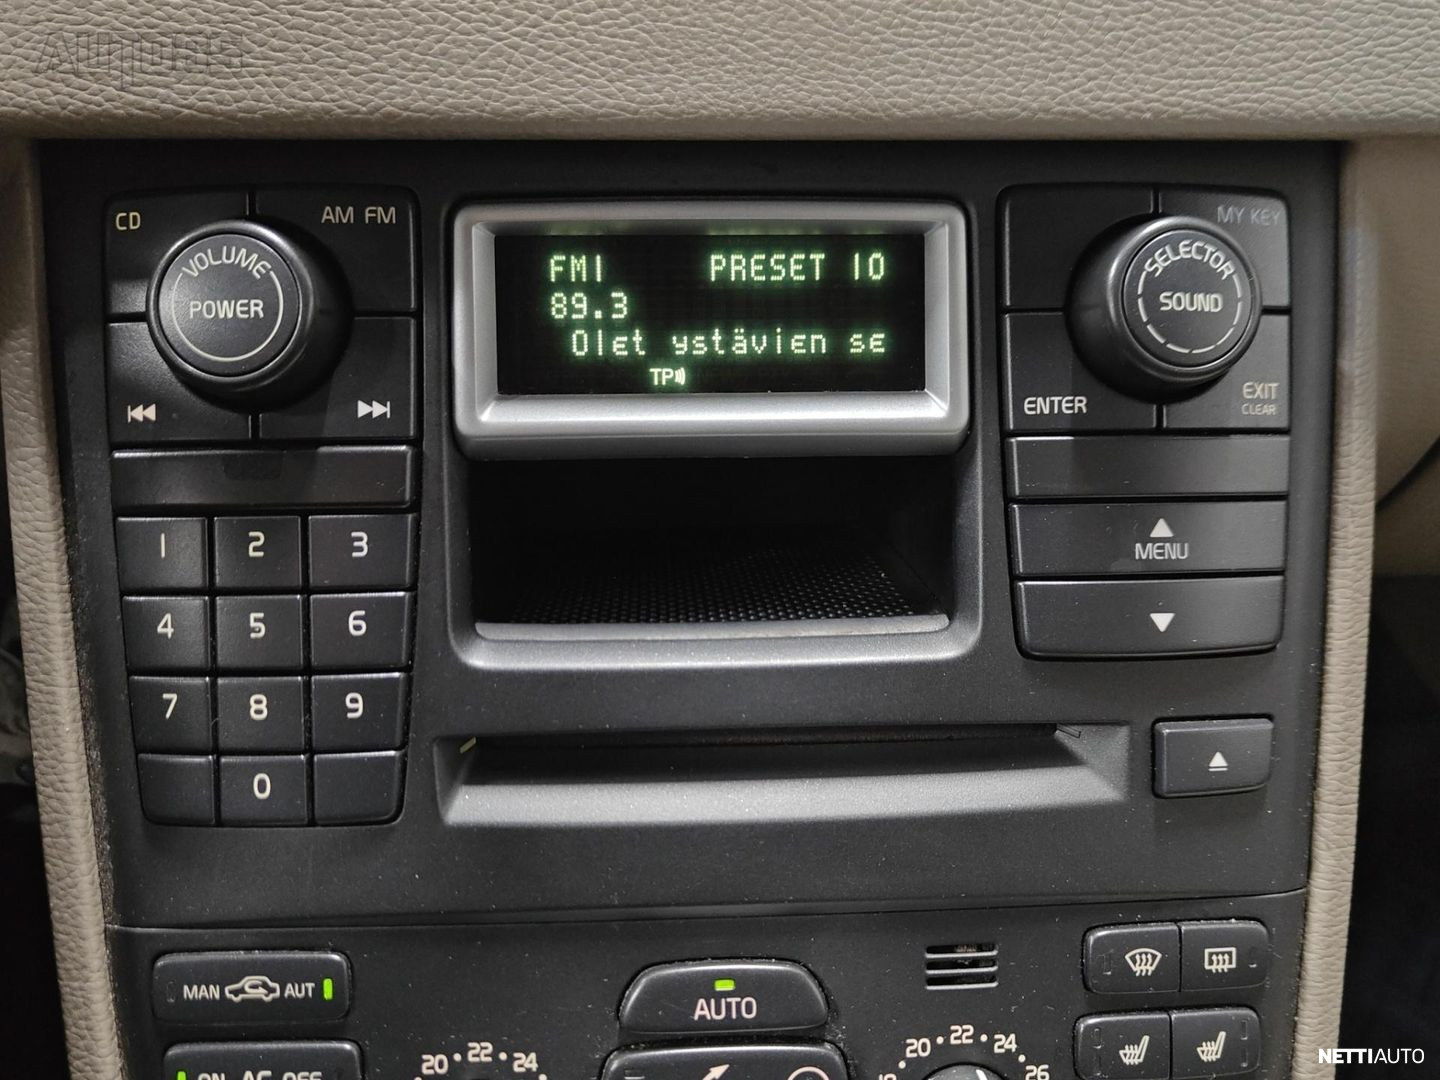 AUTODSS
CD
AM FM
VOLUME
POWER
FM1 PRESET 10
89.3
Olet ystävien se
TP
MY KEY
SELECTOR
SOUND
ENTER
EXIT
CLEAR
1 2 3
4 5 6
7 8 9
0
MENU
MAN AUT
AUTO
ON AC OFF
20 22 24
20 22 24 26
NETTIAUTO